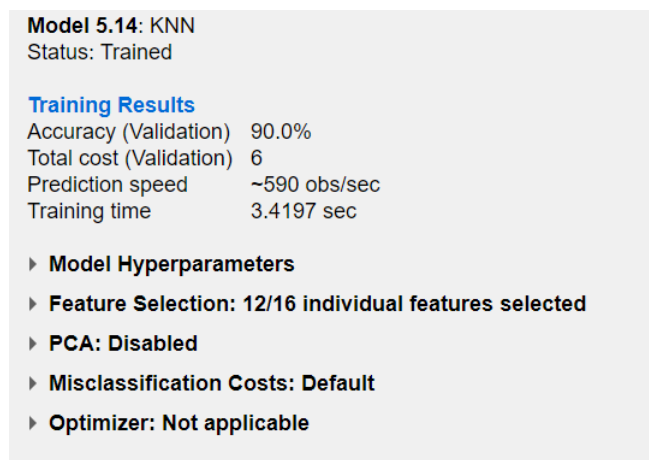 Model 5.14: KNN
Status: Trained
Training Results
Accuracy (Validation) 90.0%
Total cost (Validation) 6
Prediction speed ~590 obs/sec
Training time 3.4197 sec
Model Hyperparameters
Feature Selection: 12/16 individual features selected
PCA: Disabled
Misclassification Costs: Default
Optimizer: Not applicable